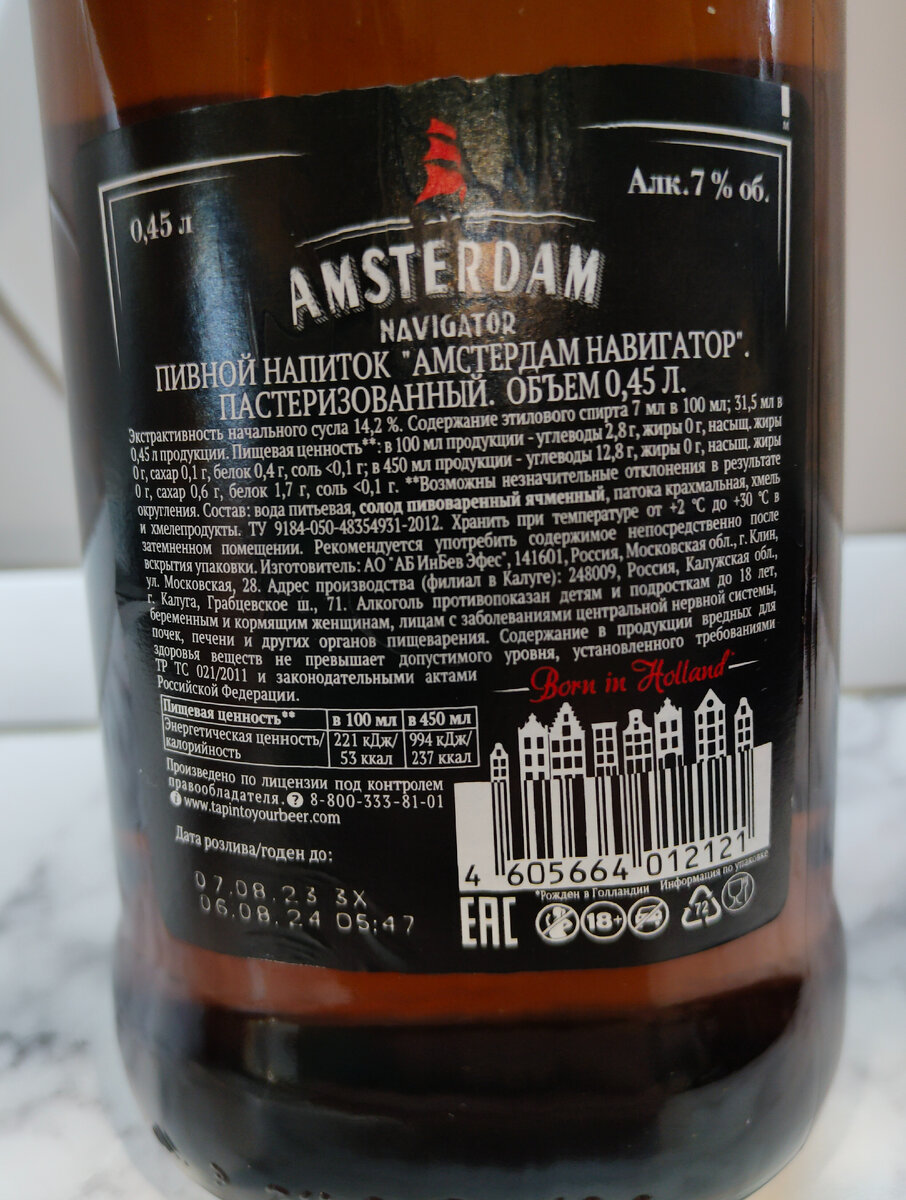 0,45 л
Алк.7 % об.
AMSTERDAM
NAVIGATOR
ПИВНОЙ НАПИТОК "АМСТЕРДАМ НАВИГАТОР".
ПАСТЕРИЗОВАННЫЙ. ОБЪЕМ 0,45 Л.
Экстрактивность начального сусла 14,2 %. Содержание этилового спирта 7 мл в 100 мл; 31,5 мл в
0,45 л продукции. Пищевая ценность**: в 100 мл продукции - углеводы 2,8 г, жиры 0 г, насыщ. жиры
0 г, сахар 0,1 г, белок 0,4 г, соль <0,1 г; в 450 мл продукции - углеводы 12,8 г, жиры 0 г, насыщ. жиры
0 г, сахар 0,6 г, белок 1,7 г, соль <0,1 г. **Возможны незначительные отклонения в результате
округления. Состав: вода питьевая, солод пивоваренный ячменный, патока крахмальная, хмель
и хмелепродукты. ТУ 9184-050-48354931-2012. Хранить при температуре от +2 °С до +30 °С в
затемненном помещении. Рекомендуется употребить содержимое непосредственно после
вскрытия упаковки. Изготовитель: АО "АБ ИнБев Эфес", 141601, Россия, Московская обл., г. Клин,
ул. Московская, 28. Адрес производства (филиал в Калуге): 248009, Россия, Калужская обл.,
г. Калуга, Грабцевское ш., 71. Алкоголь противопоказан детям и подросткам до 18 лет,
беременным и кормящим женщинам, лицам с заболеваниями центральной нервной системы,
почек, печени и других органов пищеварения. Содержание в продукции вредных для
здоровья веществ не превышает допустимого уровня, установленного требованиями
ТР ТС 021/2011 и законодательными актами
Российской Федерации.
Born in Holland*
Пищевая ценность** в 100 мл в 450 мл
Энергетическая ценность/ 221 кДж/ 994 кДж/
калорийность 53 ккал 237 ккал
Произведено по лицензии под контролем
правообладателя. 8-800-333-81-01
www.tapintoyourbeer.com
Дата розлива/годен до:
07.08.23 3X
06.08.24 05:47
4 605664 012121
*Рожден в Голландии Информация по упаковке
EAC 18+ 72